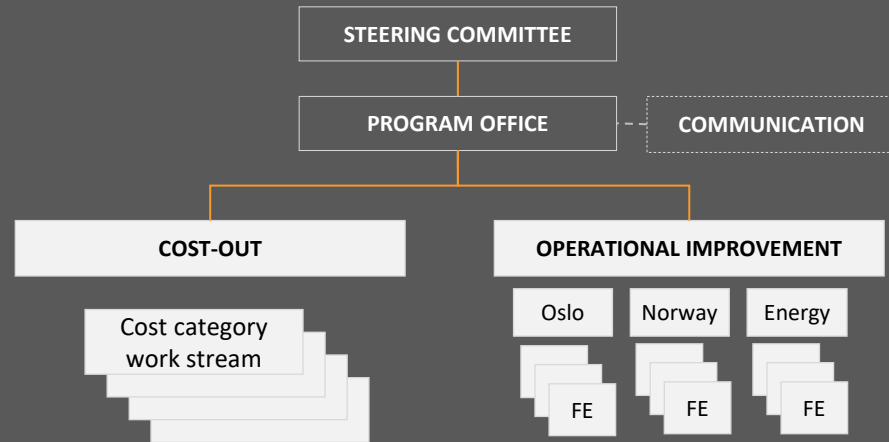 STEERING COMMITTEE
PROGRAM OFFICE
COMMUNICATION
COST-OUT
OPERATIONAL IMPROVEMENT
Cost category
work stream
Oslo
Norway
Energy
FE
FE
FE